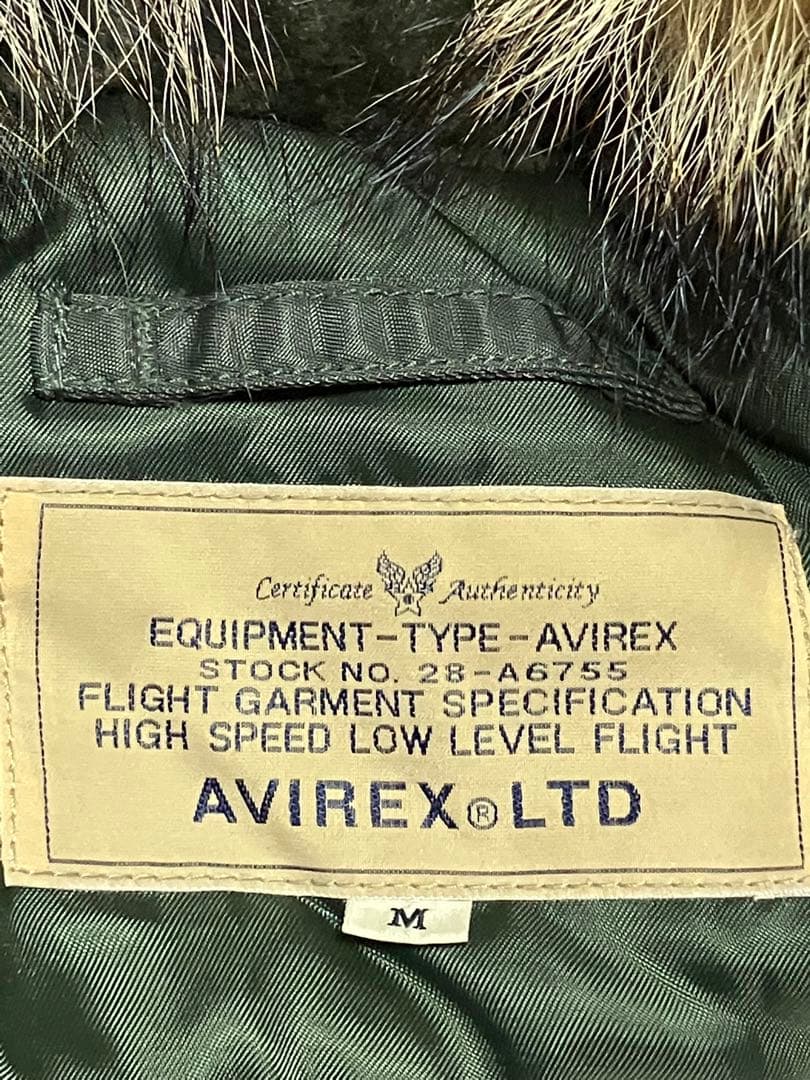 Certificate Authenticity
EQUIPMENT-TYPE-AVIREX
STOCK NO. 28-A6755
FLIGHT GARMENT SPECIFICATION
HIGH SPEED LOW LEVEL FLIGHT
AVIREX® LTD
M